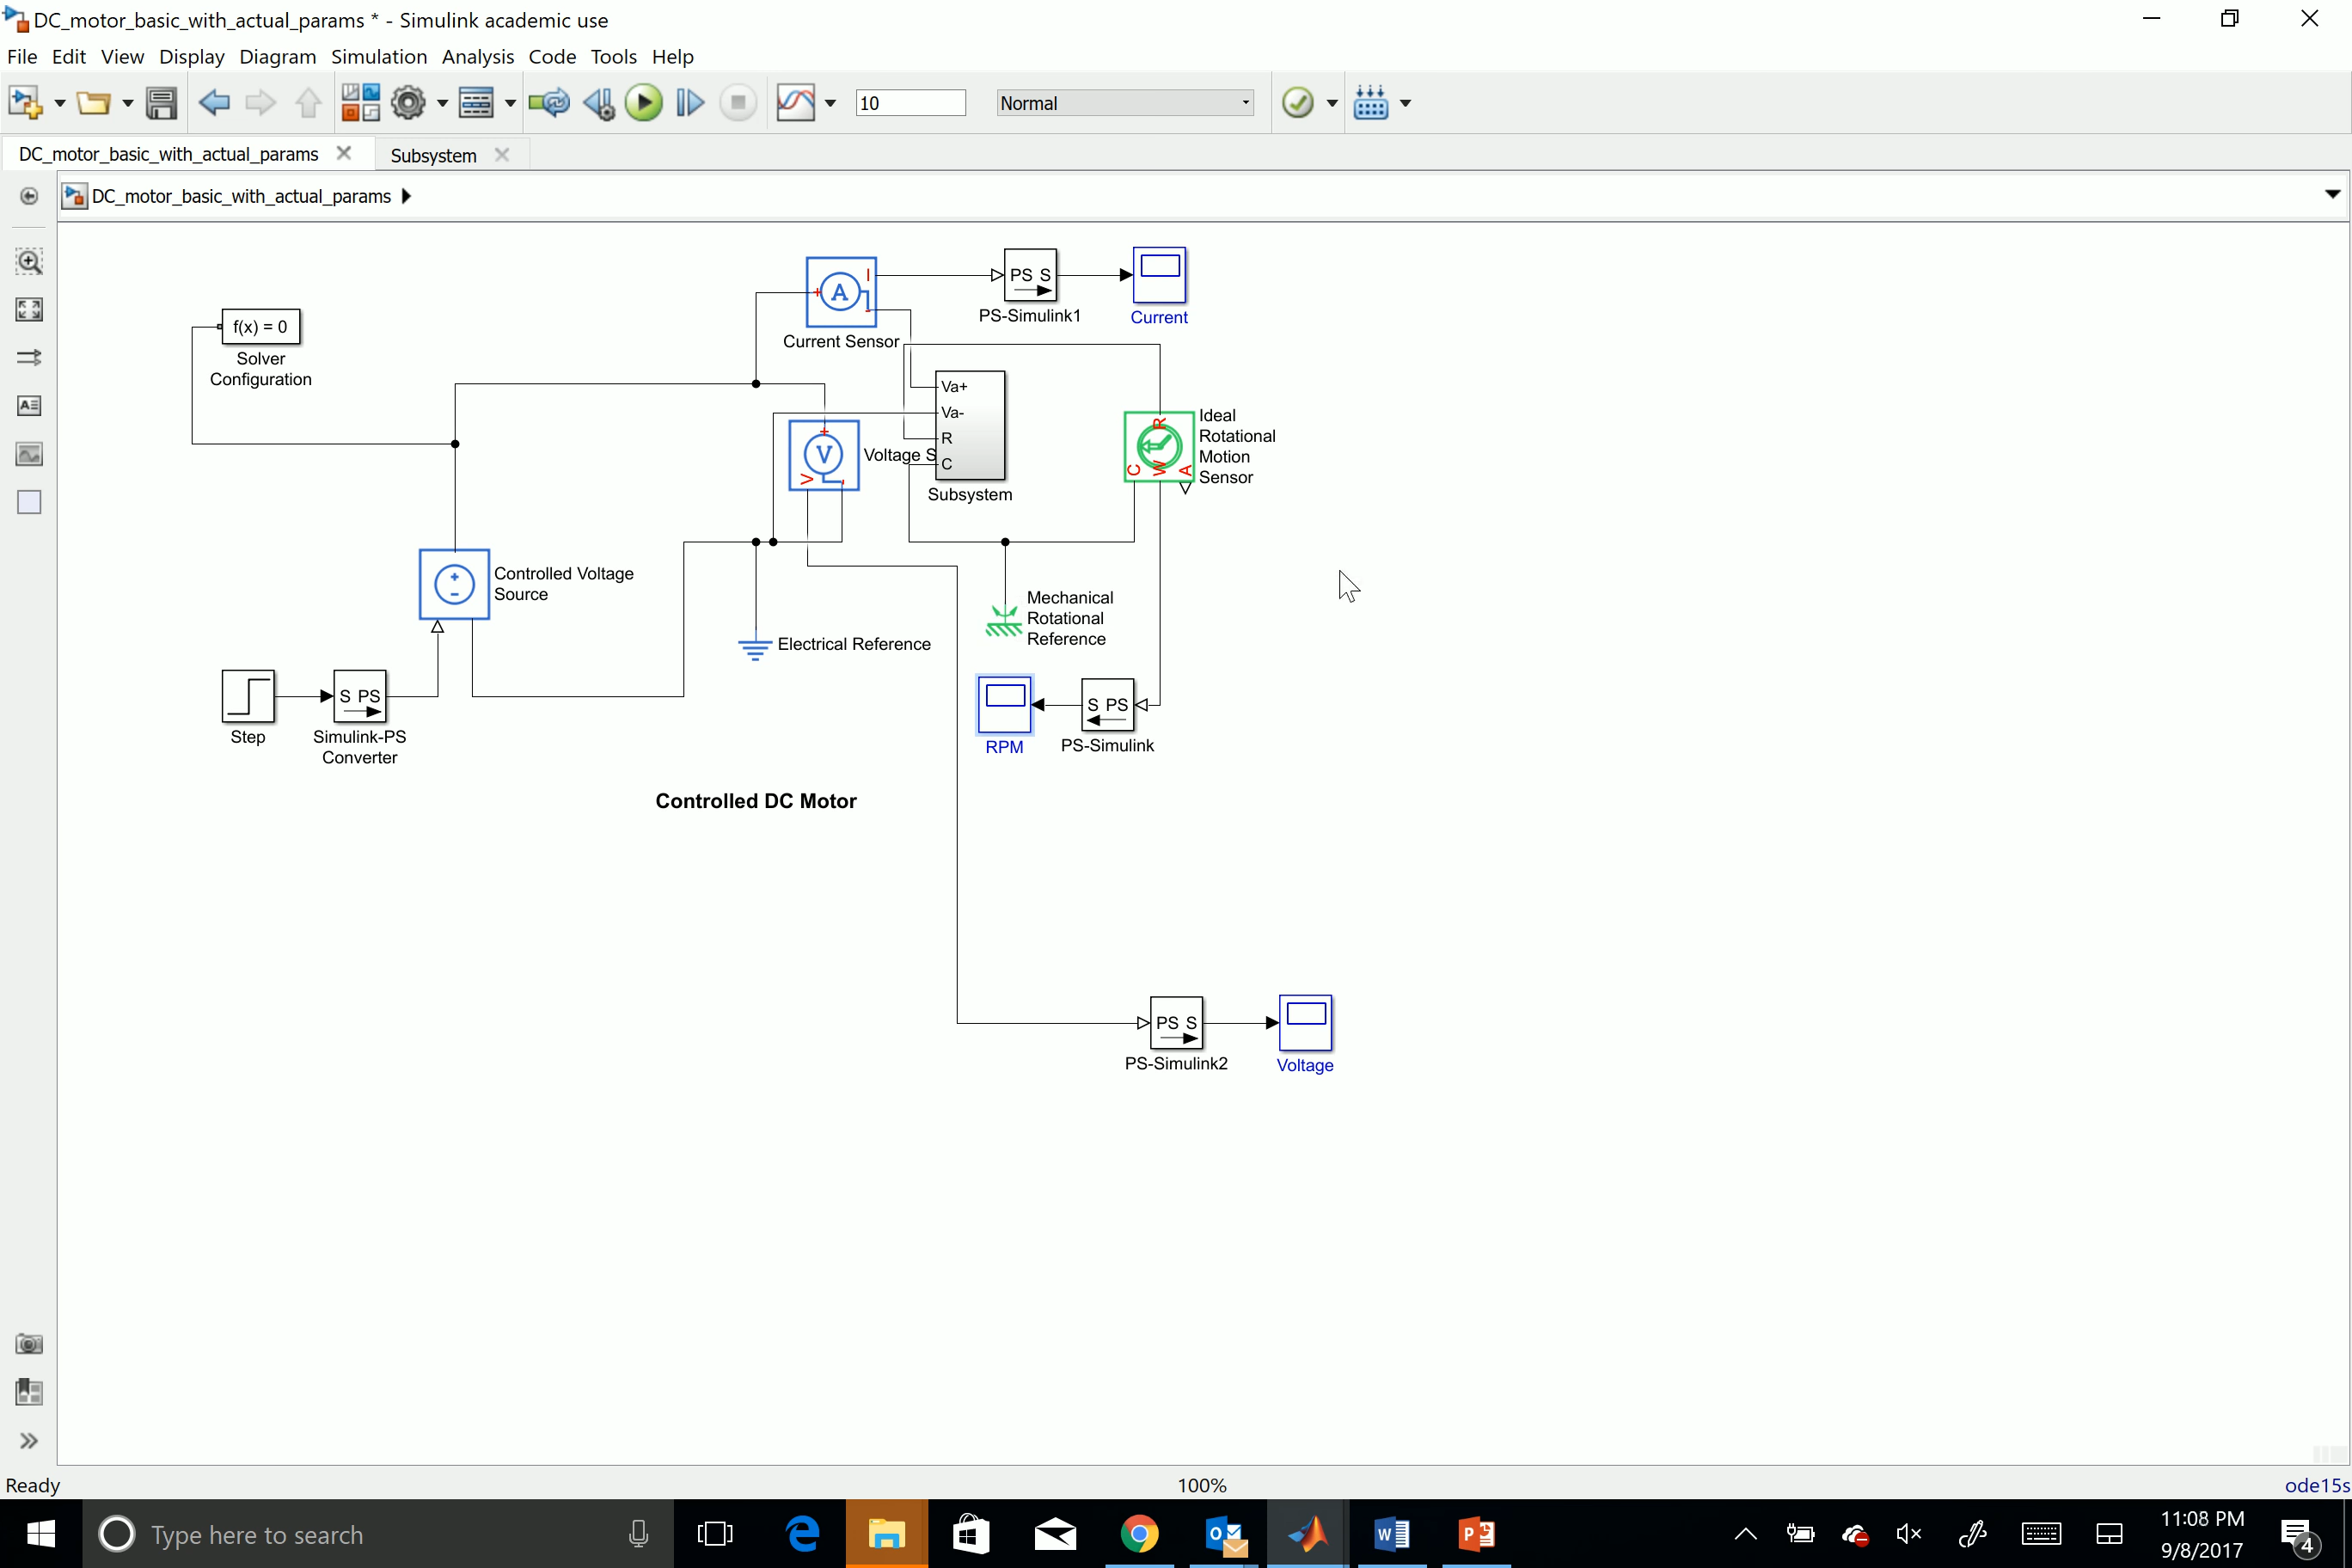 DC_motor_basic_with_actual_params * - Simulink academic use
File Edit View Display Diagram Simulation Analysis Code Tools Help
10
Normal
DC_motor_basic_with_actual_params
Subsystem
DC_motor_basic_with_actual_params
f(x) = 0
Solver
Configuration
A
I
+
-
Current Sensor
PS S
PS-Simulink1
Current
Va+
Va-
R
C
Subsystem
V
+
V
-
Voltage S
R
C
W
A
Ideal
Rotational
Motion
Sensor
+
-
Controlled Voltage
Source
Electrical Reference
Mechanical
Rotational
Reference
Step
S PS
Simulink-PS
Converter
RPM
S PS
PS-Simulink
Controlled DC Motor
PS S
PS-Simulink2
Voltage
Ready
100%
ode15s
Type here to search
11:08 PM
9/8/2017
4